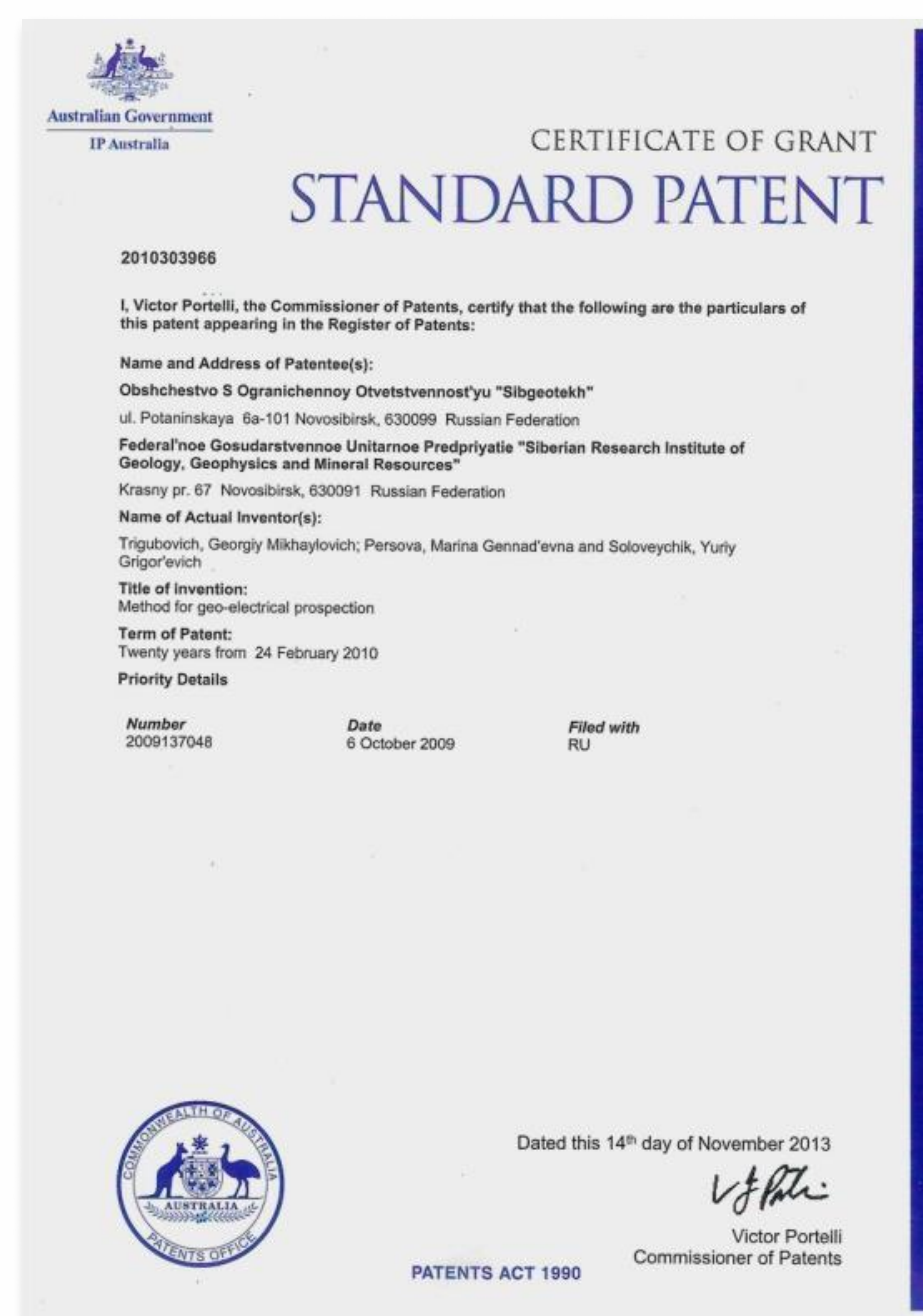 Australian Government
IP Australia
CERTIFICATE OF GRANT
STANDARD PATENT
2010303966
I, Victor Portelli, the Commissioner of Patents, certify that the following are the particulars of
this patent appearing in the Register of Patents:
Name and Address of Patentee(s):
Obshchestvo S Ogranichennoy Otvetstvennost'yu "Sibgeotekh"
ul. Potaninskaya 6a-101 Novosibirsk, 630099 Russian Federation
Federal'noe Gosudarstvennoe Unitarnoe Predpriyatie "Siberian Research Institute of
Geology, Geophysics and Mineral Resources"
Krasny pr. 67 Novosibirsk, 630091 Russian Federation
Name of Actual Inventor(s):
Trigubovich, Georgiy Mikhaylovich; Persova, Marina Gennad'evna and Soloveychik, Yuriy
Grigor'evich
Title of Invention:
Method for geo-electrical prospection
Term of Patent:
Twenty years from 24 February 2010
Priority Details
Number Date Filed with
2009137048 6 October 2009 RU
COMMONWEALTH OF AUSTRALIA
AUSTRALIA
PATENTS OFFICE
Dated this 14th day of November 2013
Victor Portelli
Commissioner of Patents
PATENTS ACT 1990